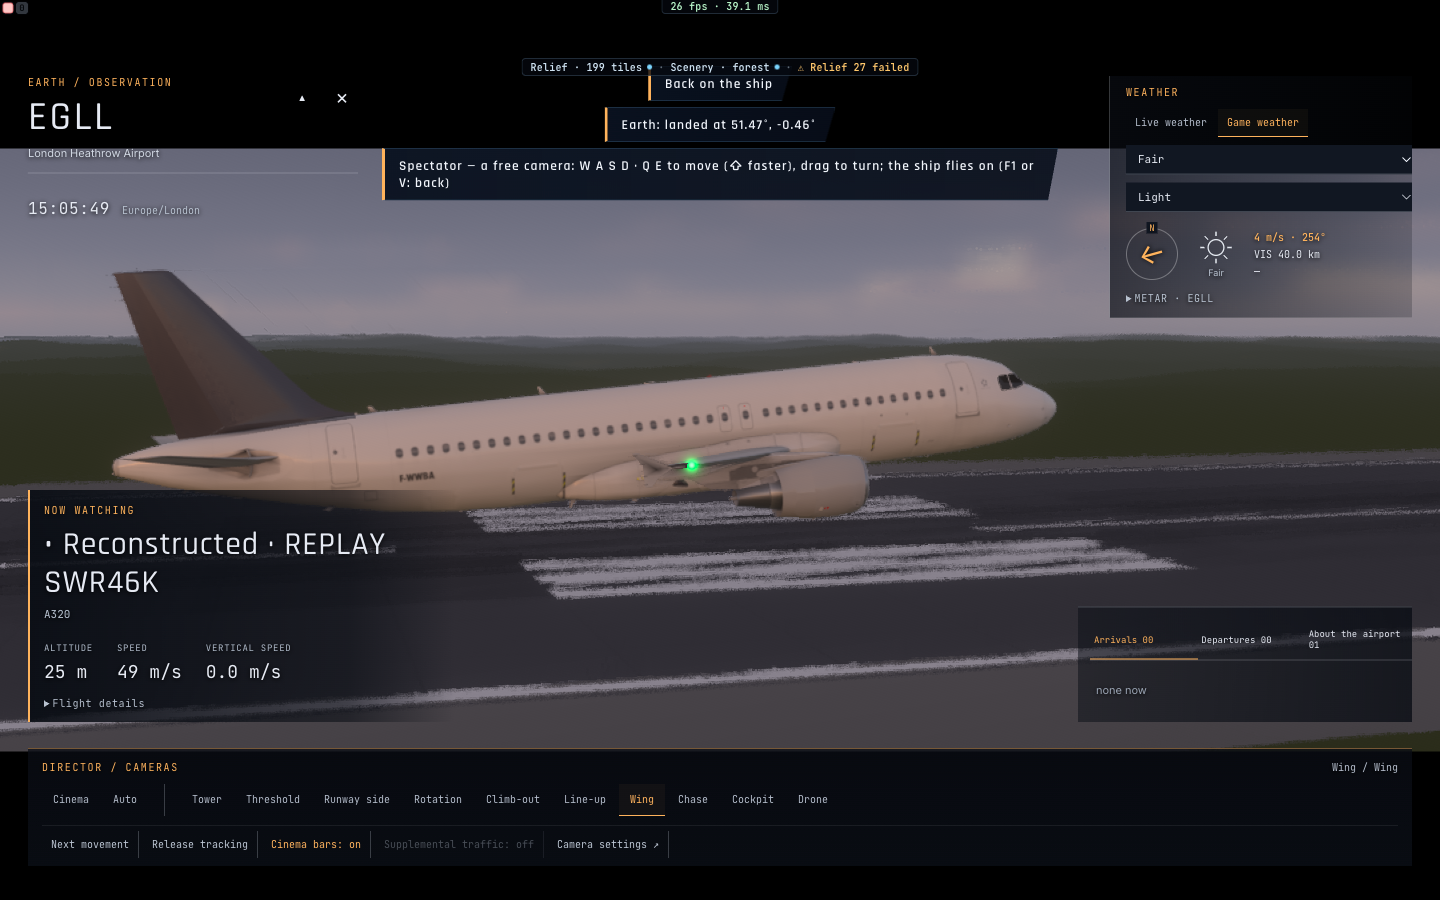 26 fps · 39.1 ms
Relief · 199 tiles · Scenery · forest · ⚠ Relief 27 failed
Back on the ship
Earth: landed at 51.47°, -0.46°
Spectator — a free camera: W A S D · Q E to move (⇧ faster), drag to turn; the ship flies on (F1 or
V: back)
EARTH / OBSERVATION
EGLL
London Heathrow Airport
15:05:49 Europe/London
WEATHER
Live weather Game weather
Fair
Light
N
Fair
4 m/s · 254°
VIS 40.0 km
—
METAR · EGLL
F-WWBA
NOW WATCHING
· Reconstructed · REPLAY
SWR46K
A320
ALTITUDE SPEED VERTICAL SPEED
25 m 49 m/s 0.0 m/s
Flight details
Arrivals 00 Departures 00 About the airport
01
none now
DIRECTOR / CAMERAS Wing / Wing
Cinema Auto Tower Threshold Runway side Rotation Climb-out Line-up Wing Chase Cockpit Drone
Next movement Release tracking Cinema bars: on Supplemental traffic: off Camera settings ↗